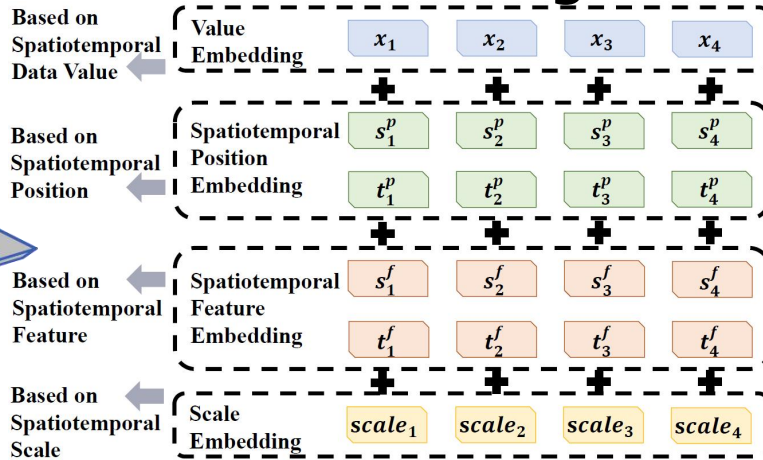 Based on
Spatiotemporal
Data Value
Value
Embedding
x₁ x₂ x₃ x₄
+ + + +
Based on
Spatiotemporal
Position
Spatiotemporal
Position
Embedding
s₁ᵖ s₂ᵖ s₃ᵖ s₄ᵖ
t₁ᵖ t₂ᵖ t₃ᵖ t₄ᵖ
+ + + +
Based on
Spatiotemporal
Feature
Spatiotemporal
Feature
Embedding
s₁ᶠ s₂ᶠ s₃ᶠ s₄ᶠ
t₁ᶠ t₂ᶠ t₃ᶠ t₄ᶠ
+ + + +
Based on
Spatiotemporal
Scale
Scale
Embedding
scale₁ scale₂ scale₃ scale₄